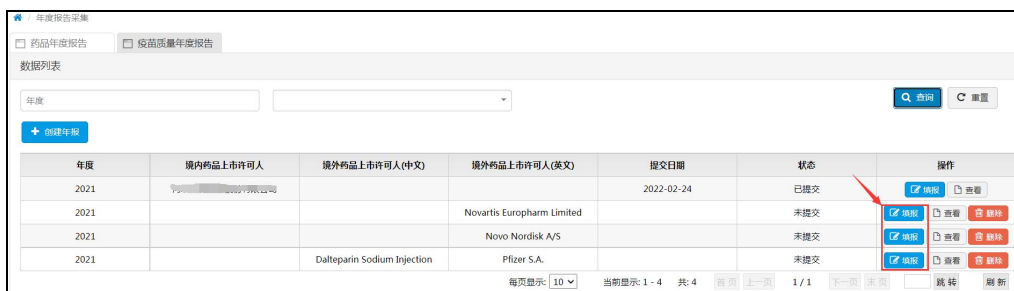 / 年度报告采集
药品年度报告 疫苗质量年度报告
数据列表
年度
查询 重置
+ 创建年报
年度 境内药品上市许可人 境外药品上市许可人(中文) 境外药品上市许可人(英文) 提交日期 状态 操作
2021 2022-02-24 已提交 填报 查看
2021 Novartis Europharm Limited 未提交 填报 查看 删除
2021 Novo Nordisk A/S 未提交 填报 查看 删除
2021 Dalteparin Sodium Injection Pfizer S.A. 未提交 填报 查看 删除
每页显示: 10 当前显示: 1 - 4 共: 4 首页 上一页 1 / 1 下一页 末页 跳转 刷新